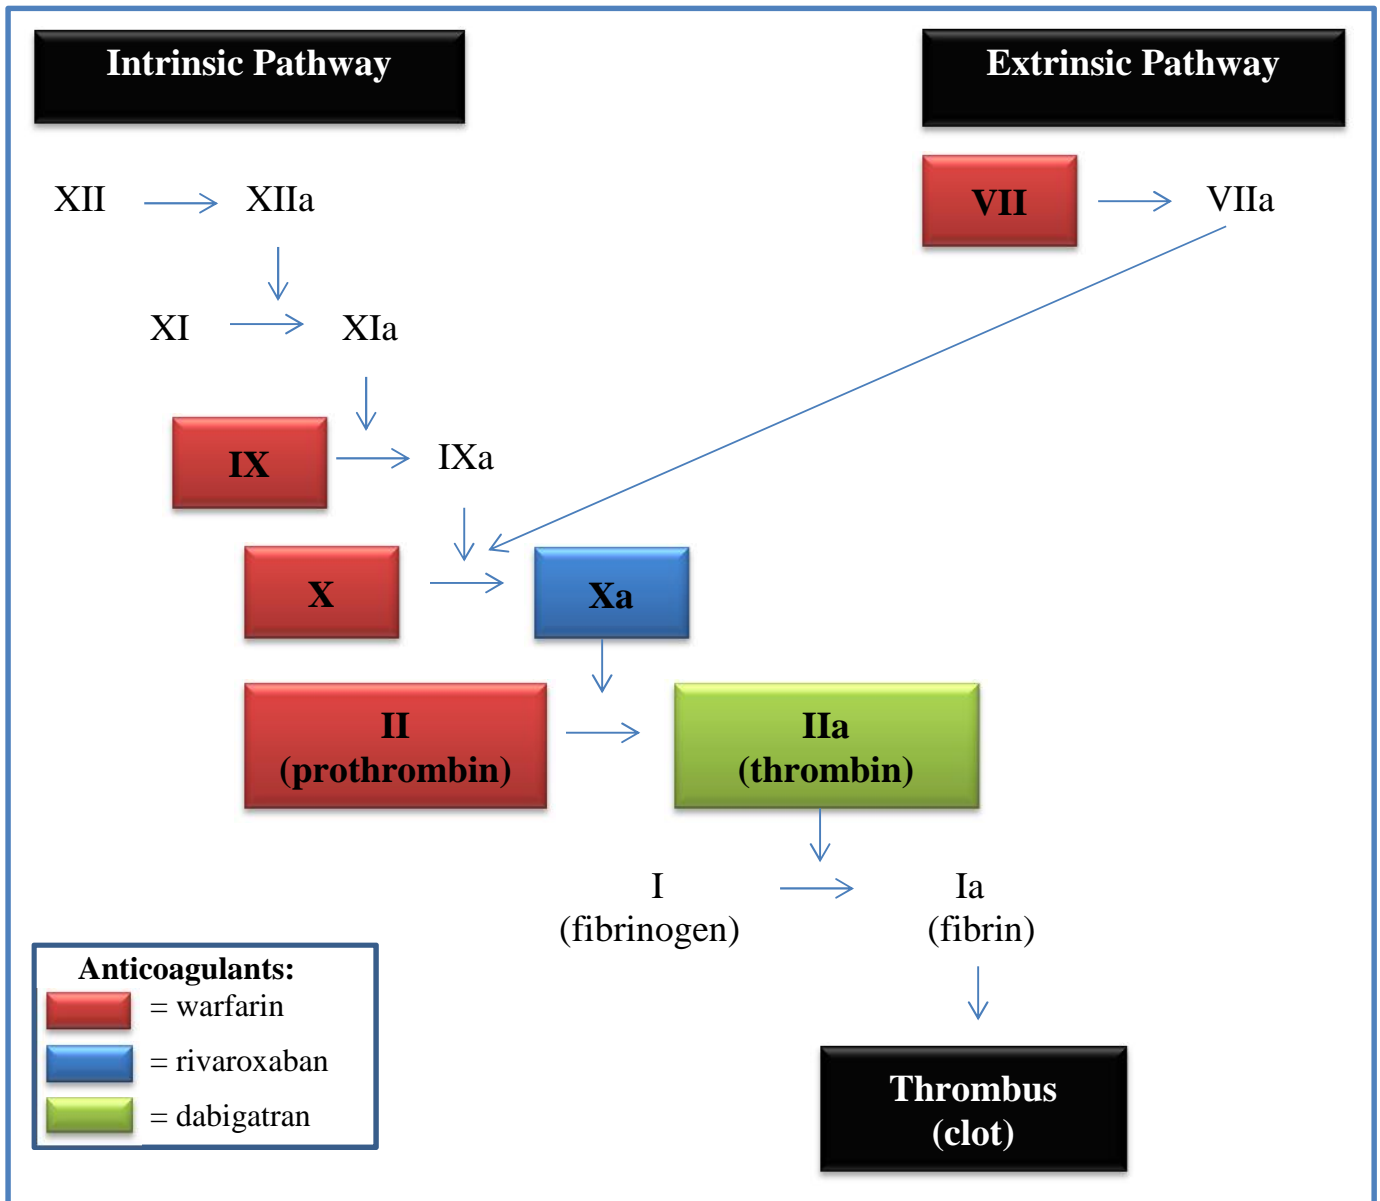 Intrinsic Pathway
Extrinsic Pathway
XII
XIIa
VII
VIIa
XI
XIa
IX
IXa
X
Xa
II
(prothrombin)
IIa
(thrombin)
I
(fibrinogen)
Ia
(fibrin)
Anticoagulants:
= warfarin
= rivaroxaban
= dabigatran
Thrombus
(clot)